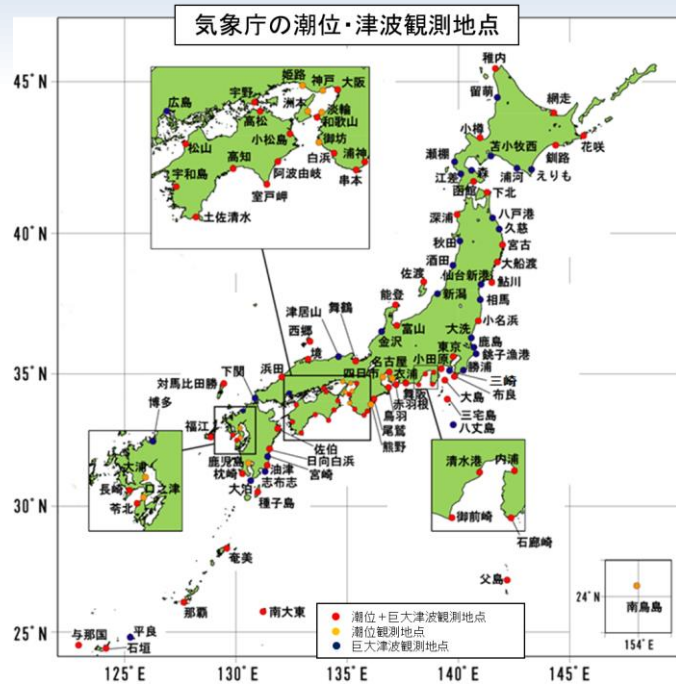 気象庁の潮位・津波観測地点
45°N
40°N
35°N
30°N
25°N
125°E
130°E
135°E
140°E
145°E
姫路
神戸
大阪
広島
宇野
洲本
淡輪
高松
和歌山
松山
小松島
御坊
高知
白浜
浦神
宇和島
阿波由岐
串本
室戸岬
土佐清水
稚内
留萌
網走
小樽
花咲
瀬棚
苫小牧西
釧路
江差
森
浦河
えりも
函館
下北
深浦
八戸港
久慈
秋田
宮古
酒田
大船渡
佐渡
仙台新港
鮎川
能登
新潟
相馬
津居山
舞鶴
富山
小名浜
西郷
金沢
大洗
境
鹿島
東京
名古屋
小田原
銚子漁港
下関
浜田
四日市
衣浦
勝浦
対馬比田勝
舞阪
三崎
赤羽根
大島
布良
博多
福江
鳥羽
三宅島
尾鷲
八丈島
熊野
佐伯
大浦
鹿児島
日向白浜
清水港
内浦
枕崎
油津
宮崎
長崎
口之津
志布志
大泊
種子島
苓北
御前崎
石廊崎
奄美
父島
24°N
南鳥島
154°E
那覇
南大東
潮位+巨大津波観測地点
潮位観測地点
巨大津波観測地点
平良
与那国
石垣